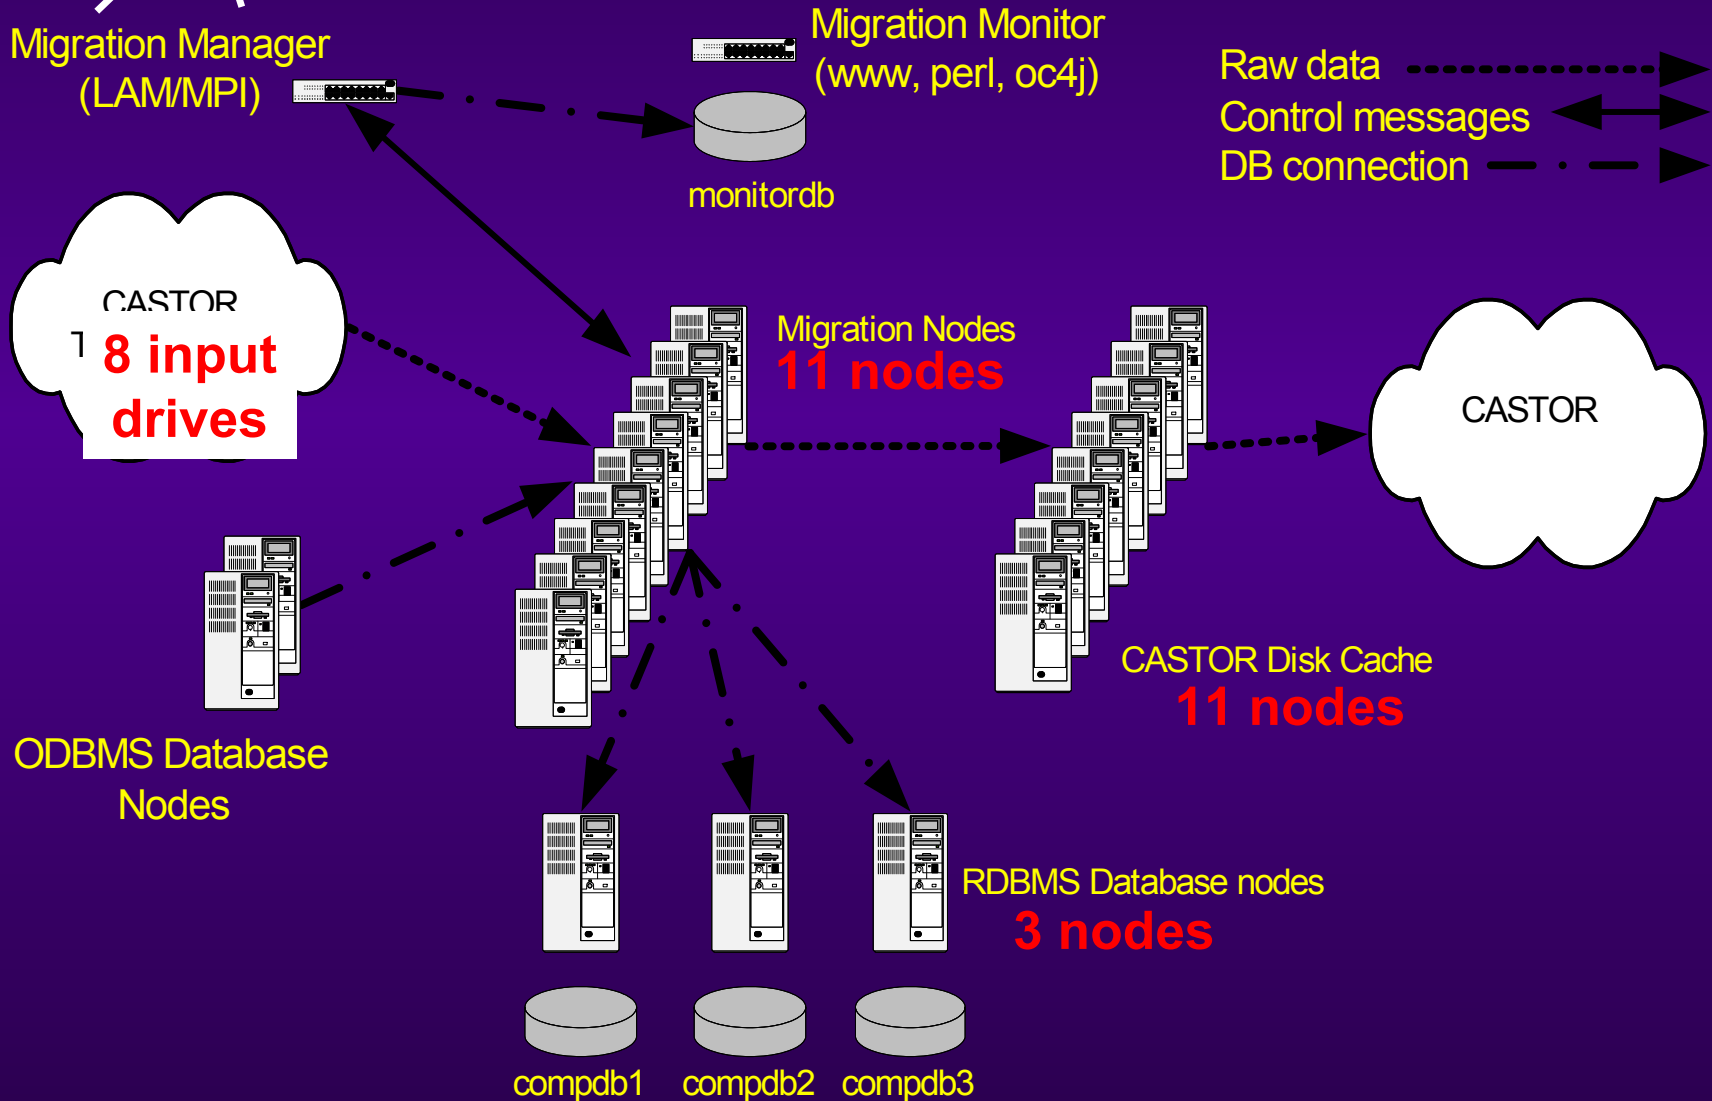 Migration Manager
(LAM/MPI)
Migration Monitor
(www, perl, oc4j)
monitordb
Raw data
Control messages
DB connection
CASTOR
8 input
drives
Migration Nodes
11 nodes
CASTOR
CASTOR Disk Cache
11 nodes
ODBMS Database
Nodes
RDBMS Database nodes
3 nodes
compdb1
compdb2
compdb3